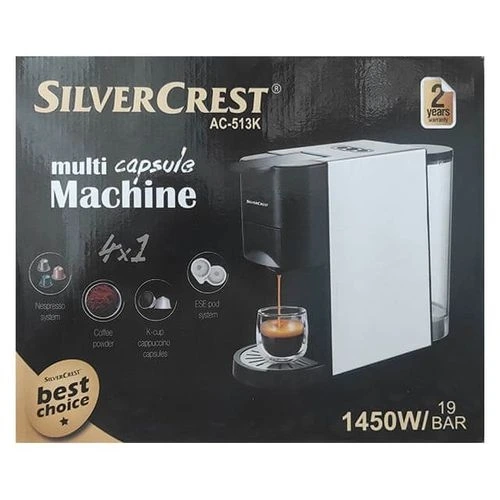 SILVERCREST®
AC-513K
2
years
warranty
multi capsule
Machine
4x1
Nespresso
system
Coffee
powder
K-cup
cappuccino
capsules
ESE pod
system
SILVERCREST
SILVERCREST
best
choice
1450W/ 19
BAR